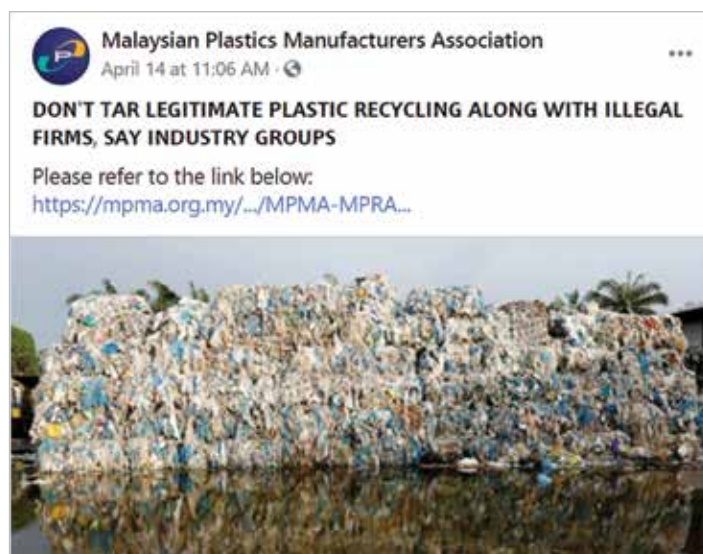 Malaysian Plastics Manufacturers Association
April 14 at 11:06 AM ·
DON'T TAR LEGITIMATE PLASTIC RECYCLING ALONG WITH ILLEGAL
FIRMS, SAY INDUSTRY GROUPS
Please refer to the link below:
https://mpma.org.my/.../MPMA-MPRA...